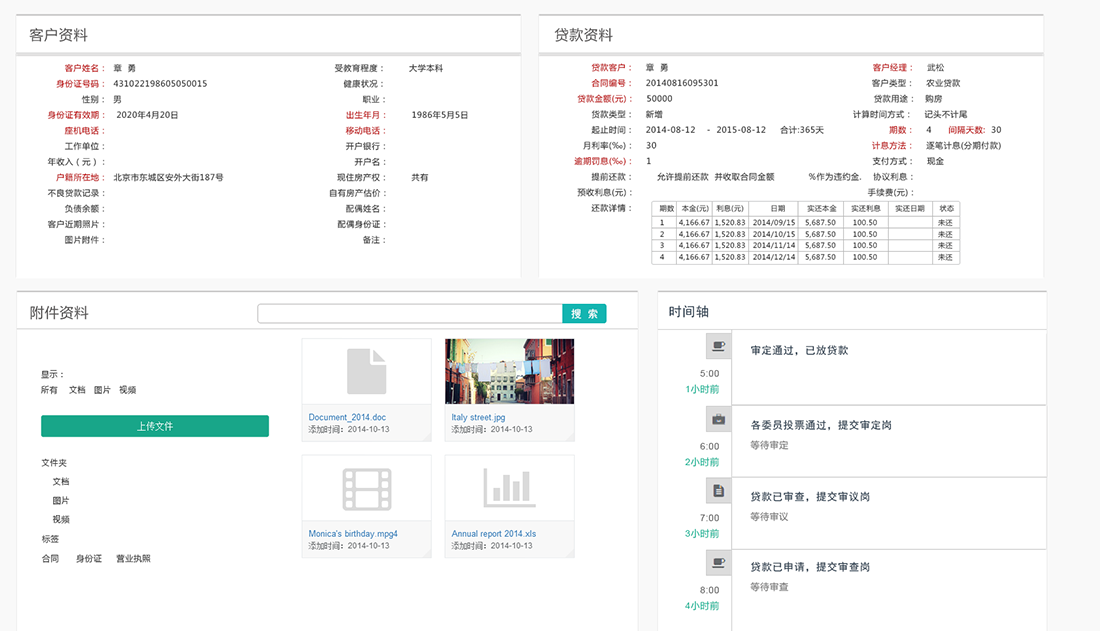 客户资料
客户姓名： 章 勇 受教育程度： 大学本科
身份证号码： 431022198605050015 健康状况：
性别： 男 职业：
身份证有效期： 2020年4月20日 出生年月： 1986年5月5日
座机电话： 移动电话：
工作单位： 开户银行：
年收入（元）： 开户名：
户籍所在地： 北京市东城区安外大街187号 现住房产权： 共有
不良贷款记录： 自有房产估价：
负债余额： 配偶姓名：
客户近期照片： 配偶身份证：
图片附件： 备注：
贷款资料
贷款客户： 章 勇 客户经理： 武松
合同编号： 20140816095301 客户类型： 农业贷款
贷款金额(元)： 50000 贷款用途： 购房
贷款类型： 新增 计算时间方式： 记头不计尾
起止时间： 2014-08-12 - 2015-08-12 合计:365天 期数： 4 间隔天数： 30
月利率(‰)： 30 计息方法： 逐笔计息(分期付款)
逾期罚息(‰)： 1 支付方式： 现金
提前还款： 允许提前还款 并收取合同金额 %作为违约金. 协议利息：
预收利息(元)： 手续费(元)：
还款详情：
期数 本金(元) 利息(元) 日期 实还本金 实还利息 实还日期 状态
1 4,166.67 1,520.83 2014/09/15 5,687.50 100.50 未还
2 4,166.67 1,520.83 2014/10/15 5,687.50 100.50 未还
3 4,166.67 1,520.83 2014/11/14 5,687.50 100.50 未还
4 4,166.67 1,520.83 2014/12/14 5,687.50 100.50 未还
附件资料
搜 索
显示：
所有 文档 图片 视频
上传文件
文件夹
文档
图片
视频
标签
合同 身份证 营业执照
Document_2014.doc
添加时间：2014-10-13
Italy street.jpg
添加时间：2014-10-13
Monica's birthday.mpg4
添加时间：2014-10-13
Annual report 2014.xls
添加时间：2014-10-13
时间轴
5:00
1小时前
审定通过，已放贷款
6:00
2小时前
各委员投票通过，提交审定岗
等待审定
7:00
3小时前
贷款已审查，提交审议岗
等待审议
8:00
4小时前
贷款已申请，提交审查岗
等待审查